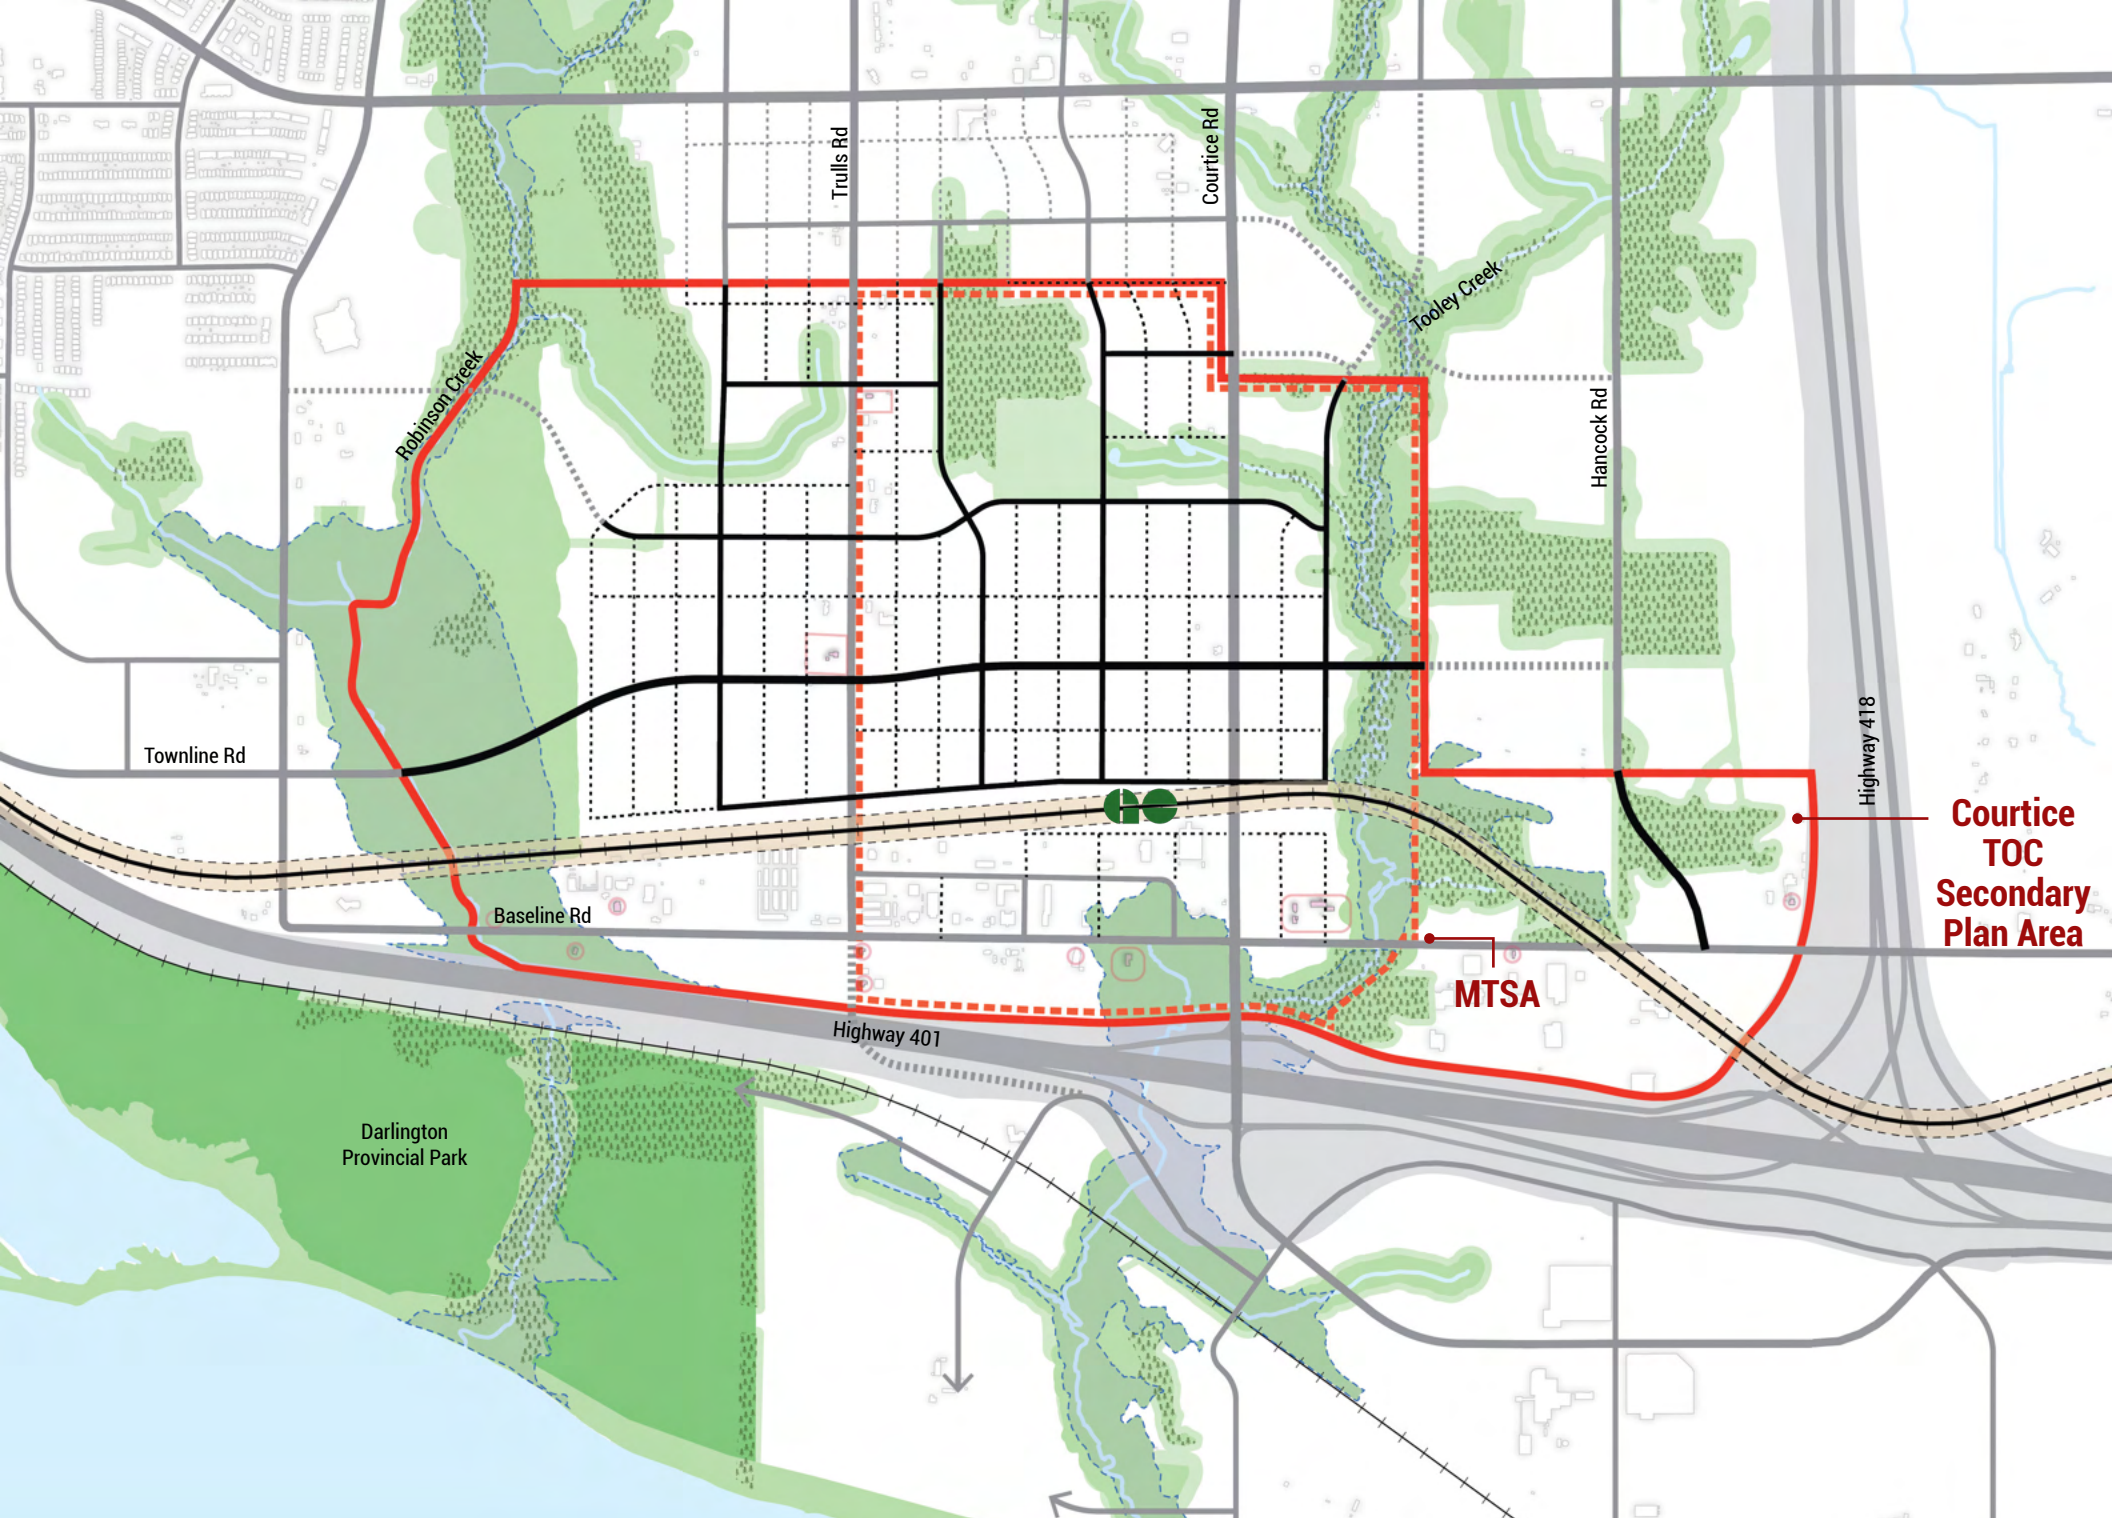 Trulls Rd
Courtice Rd
Tooley Creek
Robinson Creek
Hancock Rd
Highway 418
Townline Rd
Courtice
TOC
Secondary
Plan Area
Baseline Rd
MTSA
Highway 401
Darlington
Provincial Park